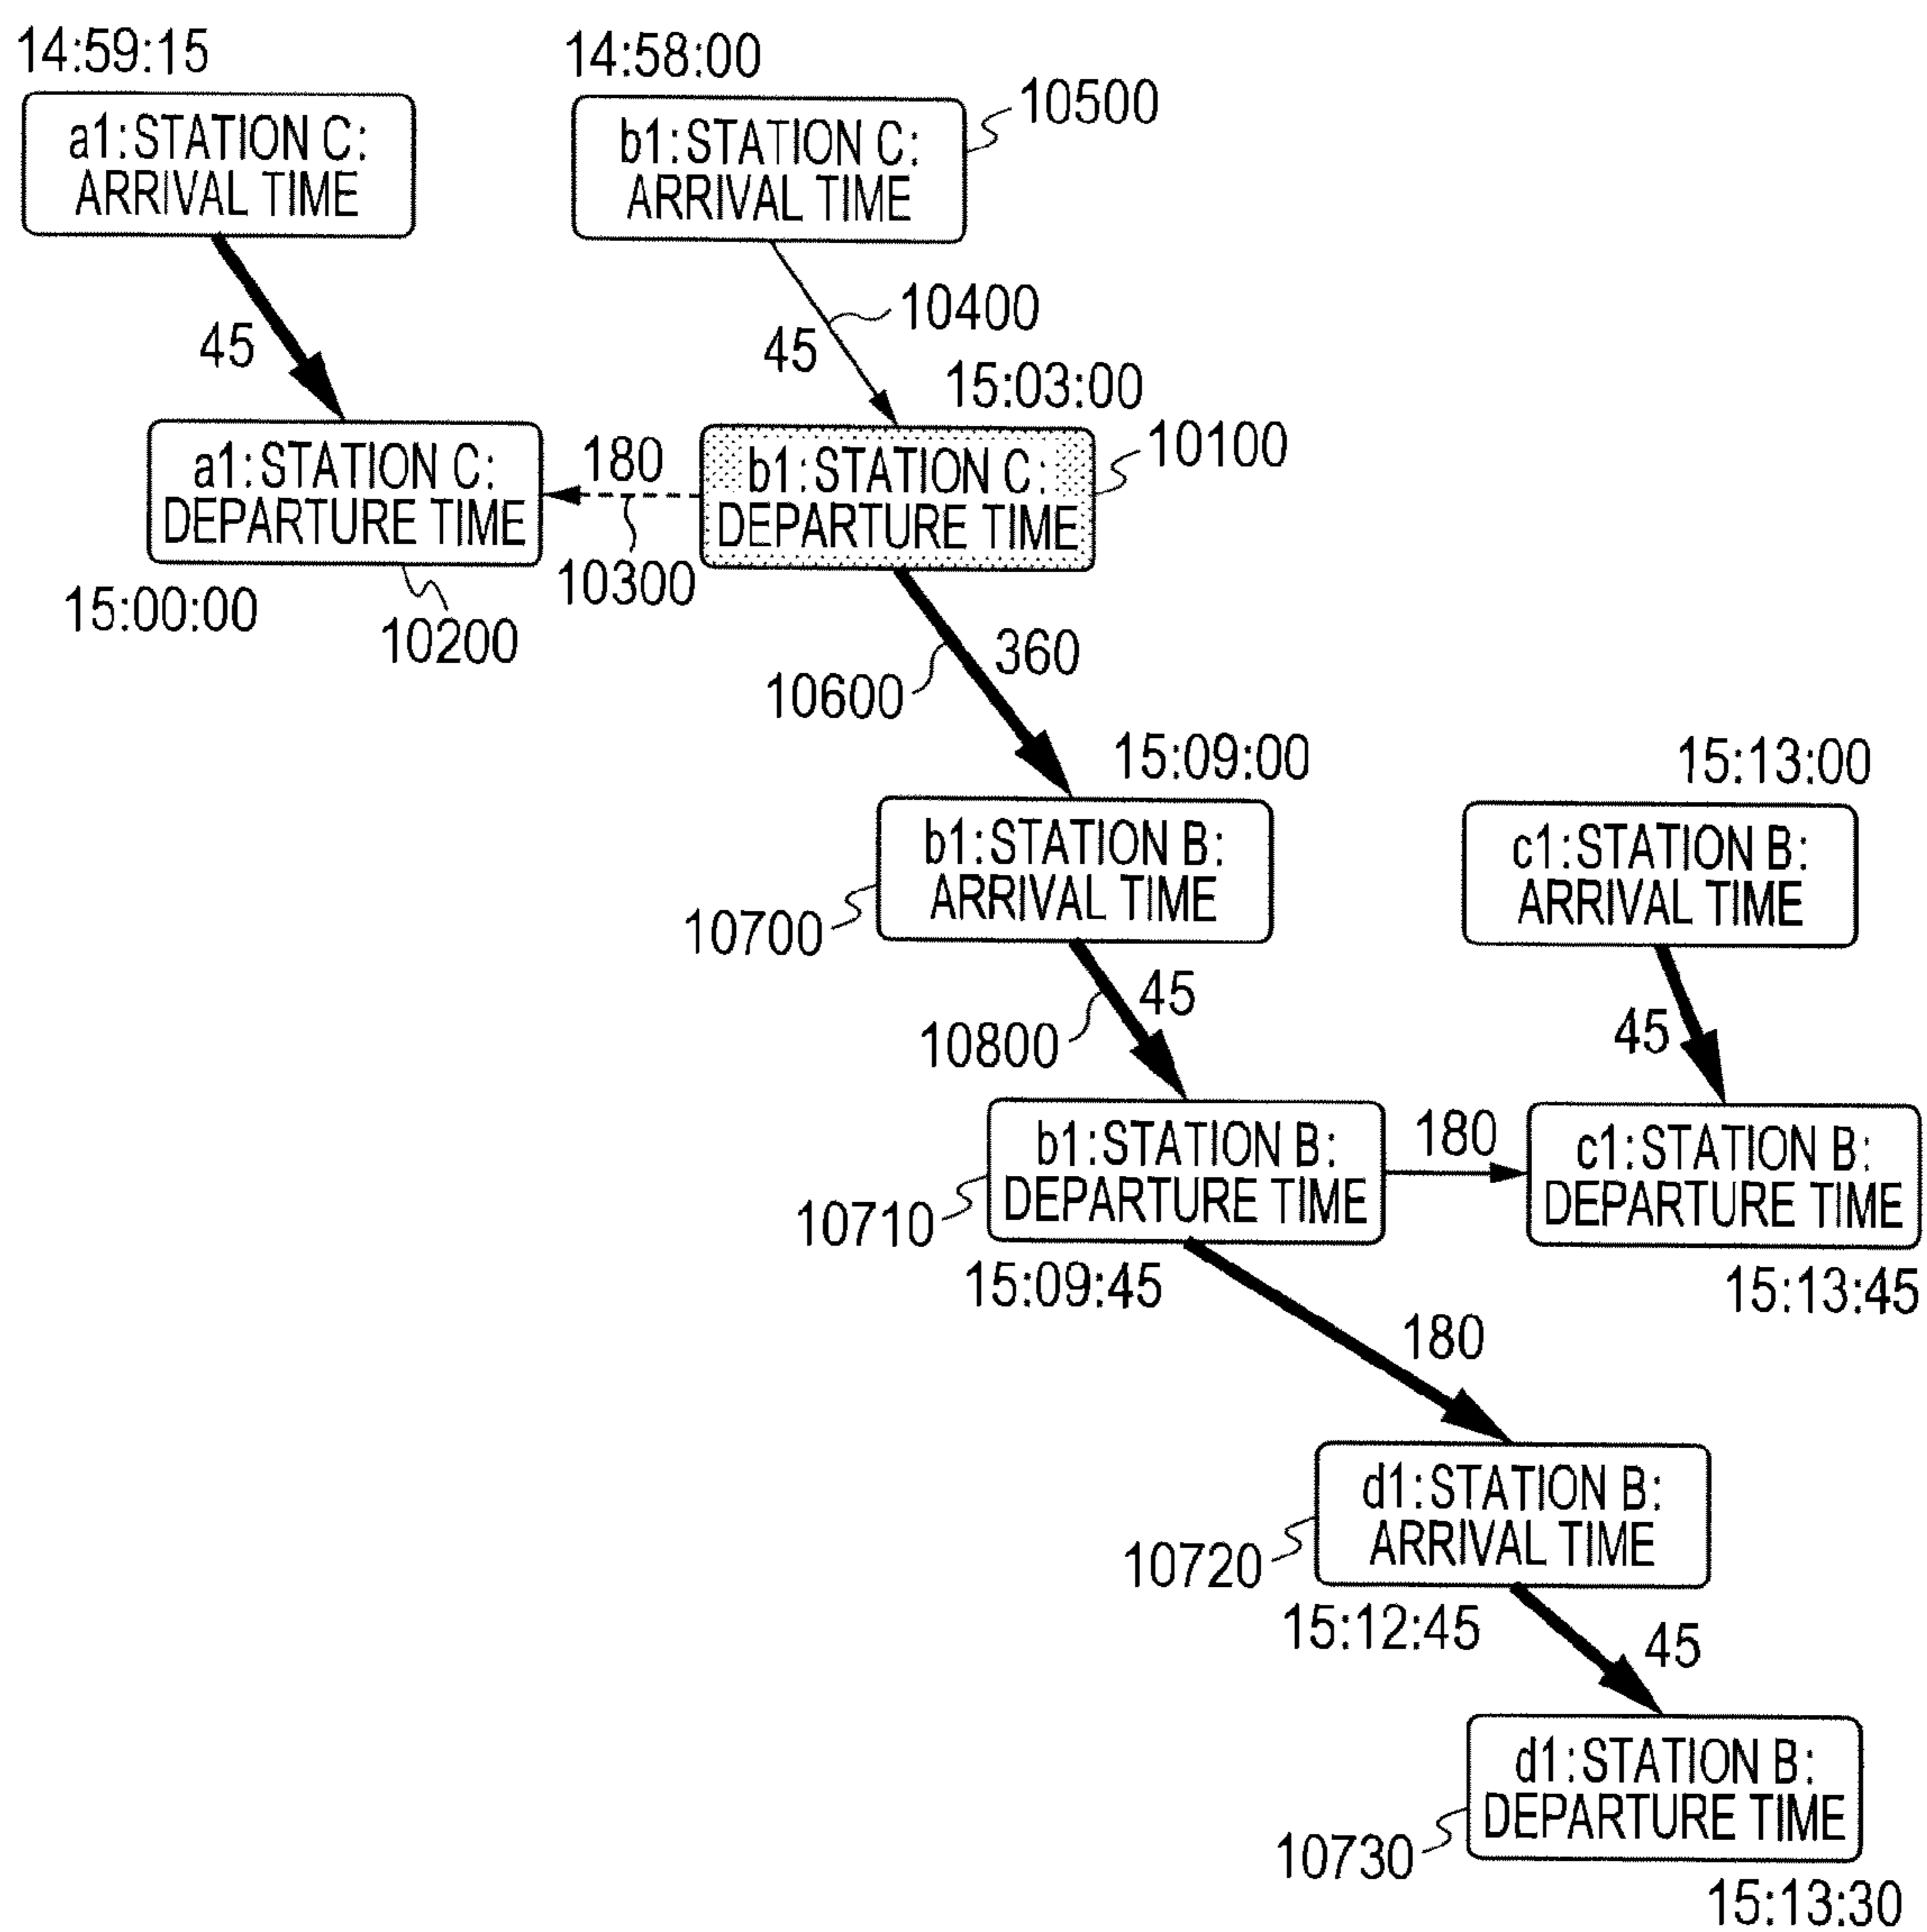 14:59:15
14:58:00
a1:STATION C:
ARRIVAL TIME
b1:STATION C:
ARRIVAL TIME
10500
45
10400
45
15:03:00
a1:STATION C:
DEPARTURE TIME
180
10300
b1:STATION C:
DEPARTURE TIME
10100
15:00:00
10200
360
10600
15:09:00
15:13:00
b1:STATION B:
ARRIVAL TIME
10700
c1:STATION B:
ARRIVAL TIME
45
10800
45
b1:STATION B:
DEPARTURE TIME
10710
180
c1:STATION B:
DEPARTURE TIME
15:09:45
15:13:45
180
d1:STATION B:
ARRIVAL TIME
10720
15:12:45
45
d1:STATION B:
DEPARTURE TIME
10730
15:13:30